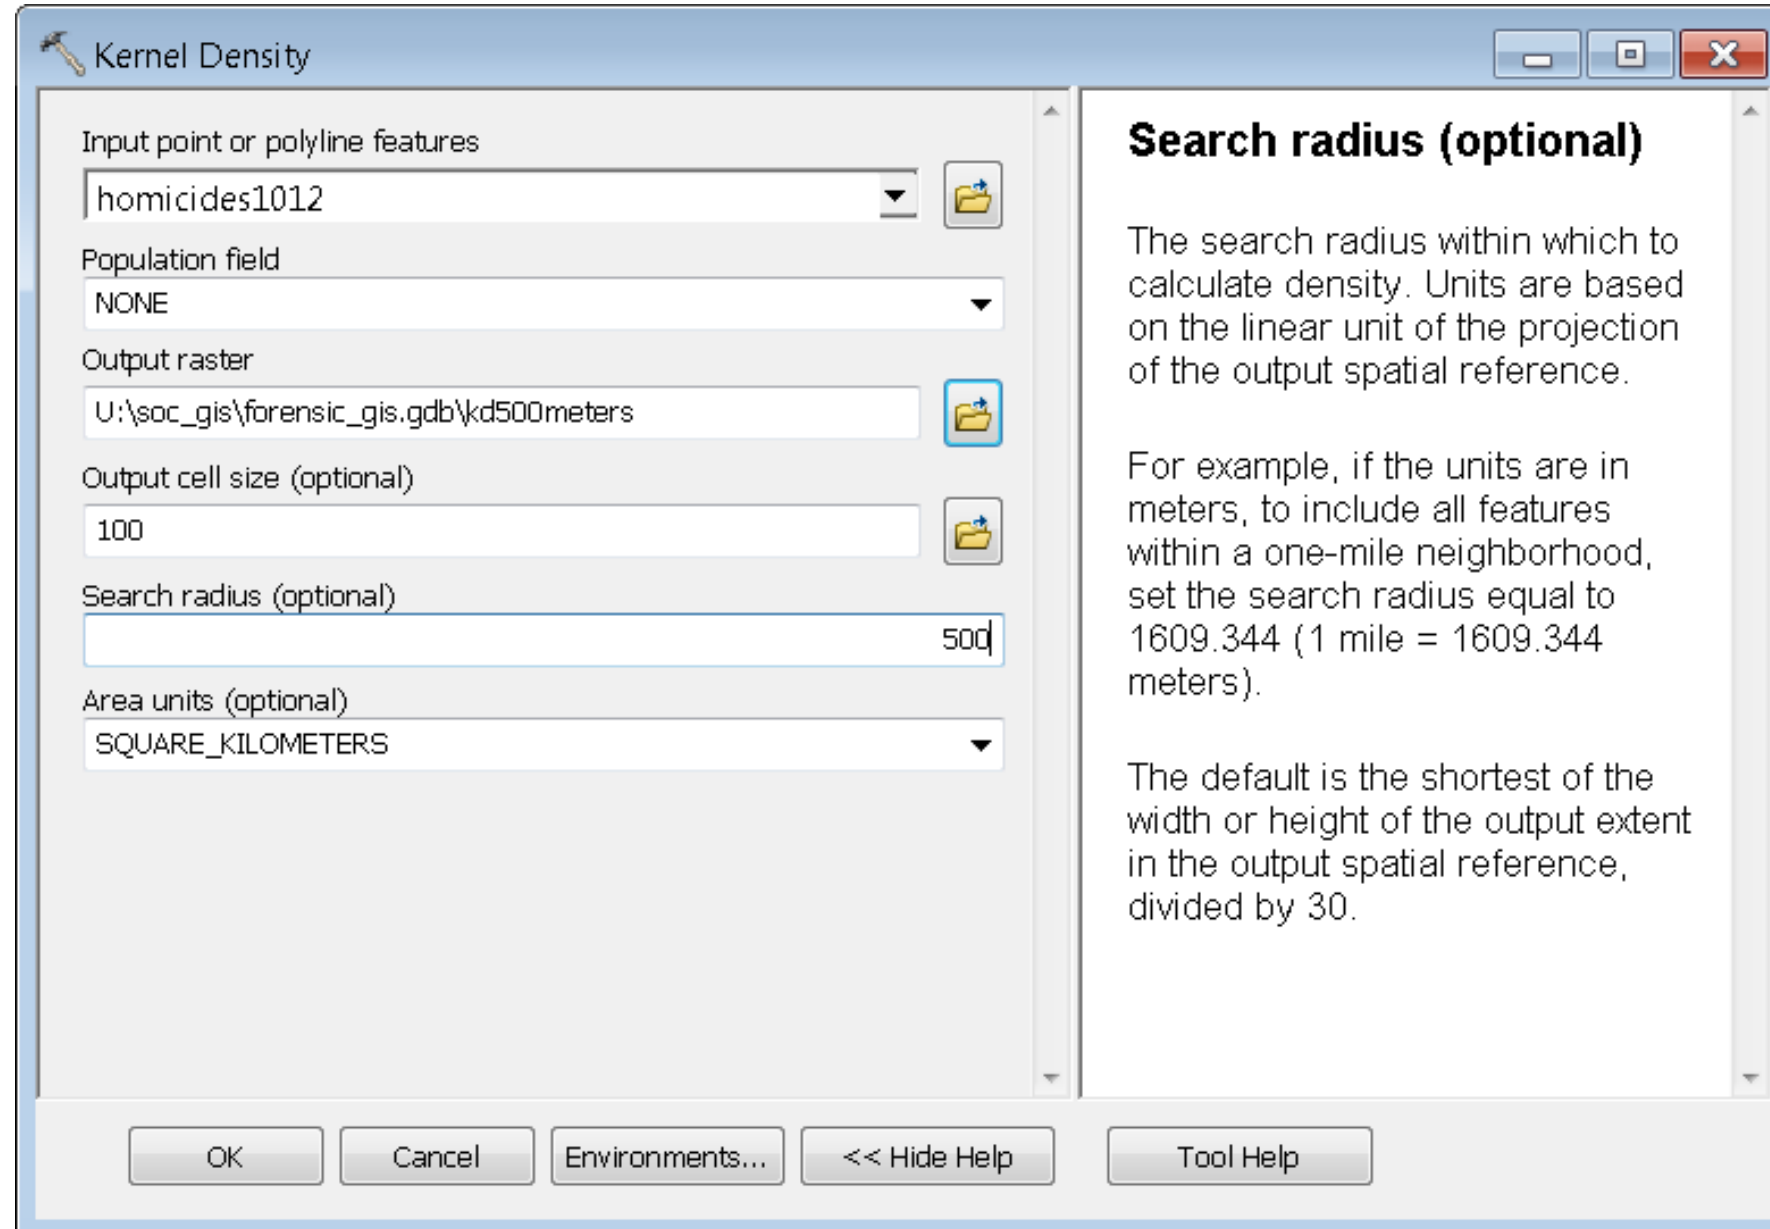 Kernel Density
Input point or polyline features
homicides1012
Population field
NONE
Output raster
U:\soc_gis\forensic_gis.gdb\kd500meters
Output cell size (optional)
100
Search radius (optional)
500
Area units (optional)
SQUARE_KILOMETERS
Search radius (optional)
The search radius within which to
calculate density. Units are based
on the linear unit of the projection
of the output spatial reference.
For example, if the units are in
meters, to include all features
within a one-mile neighborhood,
set the search radius equal to
1609.344 (1 mile = 1609.344
meters).
The default is the shortest of the
width or height of the output extent
in the output spatial reference,
divided by 30.
OK
Cancel
Environments...
<< Hide Help
Tool Help